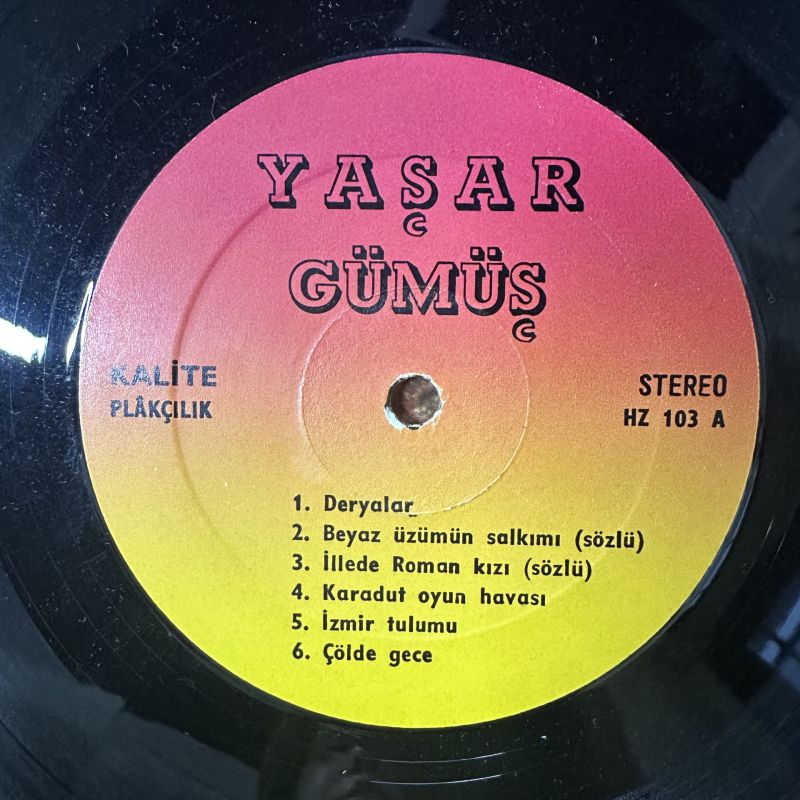 YAŞAR
GÜMÜŞ
KALİTE
PLÂKÇILIK
STEREO
HZ 103 A
1. Deryalar
2. Beyaz üzümün salkımı (sözlü)
3. İllede Roman kızı (sözlü)
4. Karadut oyun havası
5. İzmir tulumu
6. Çölde gece